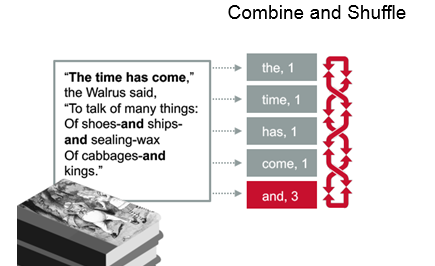 Combine and Shuffle
“The time has come,”
the Walrus said,
“To talk of many things:
Of shoes-and ships-
and sealing-wax
Of cabbages-and
kings.”
the, 1
time, 1
has, 1
come, 1
and, 3